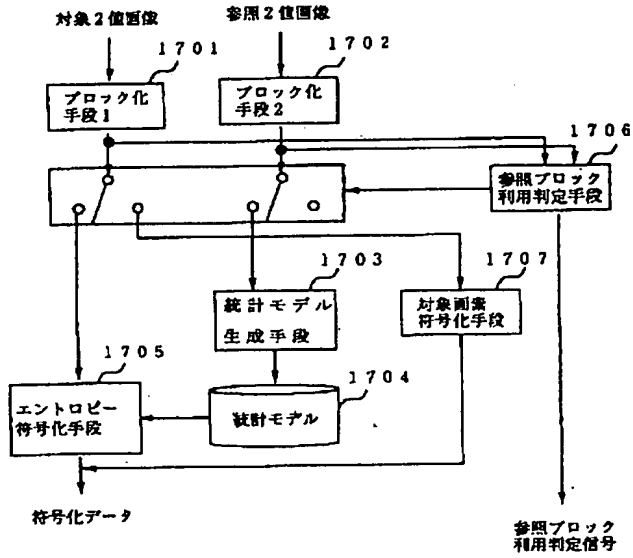 対象2値画像
参照2値画像
1701
1702
ブロック化
手段1
ブロック化
手段2
1706
参照ブロック
利用判定手段
1703
1707
統計モデル
生成手段
対象画素
符号化手段
1705
1704
エントロピー
符号化手段
統計モデル
符号化データ
参照ブロック
利用判定信号